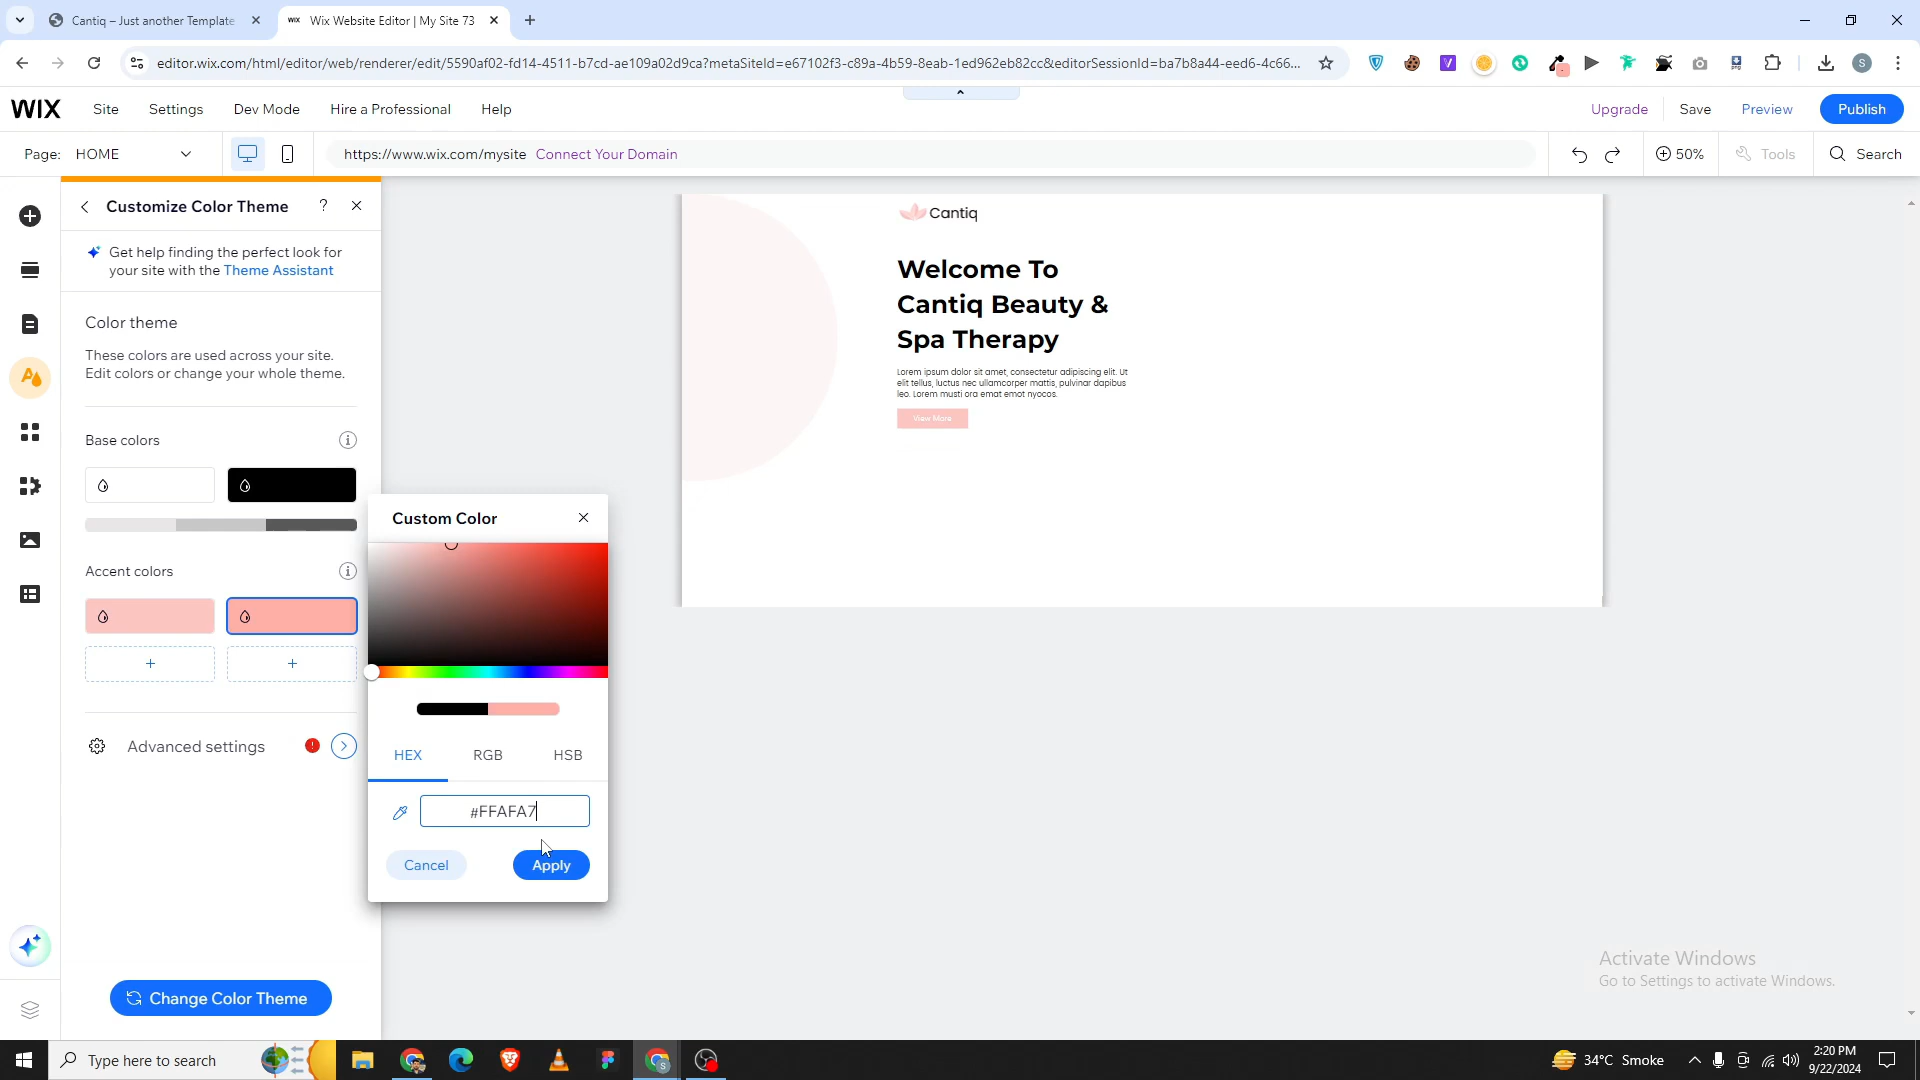 Cantiq – Just another Template
WIX Wix Website Editor | My Site 73
editor.wix.com/html/editor/web/renderer/edit/5590af02-fd14-4511-b7cd-ae109a02d9ca?metaSiteId=e67102f3-c89a-4b59-8eab-1ed962eb82cc&editorSessionId=ba7b8a44-eed6-4c66...
WIX Site Settings Dev Mode Hire a Professional Help Upgrade Save Preview Publish
Page: HOME https://www.wix.com/mysite Connect Your Domain 50% Tools Search
Customize Color Theme ?
Get help finding the perfect look for
your site with the Theme Assistant
Color theme
These colors are used across your site.
Edit colors or change your whole theme.
Base colors
Accent colors
Advanced settings
Change Color Theme
Custom Color
HEX RGB HSB
#FFAFA7
Cancel Apply
Cantiq
Welcome To
Cantiq Beauty &
Spa Therapy
Lorem ipsum dolor sit amet, consectetur adipiscing elit. Ut
elit tellus, luctus nec ullamcorper mattis, pulvinar dapibus
leo. Lorem musti ora emat emot nyocos.
View More
Activate Windows
Go to Settings to activate Windows.
Type here to search
34°C Smoke
2:20 PM
9/22/2024